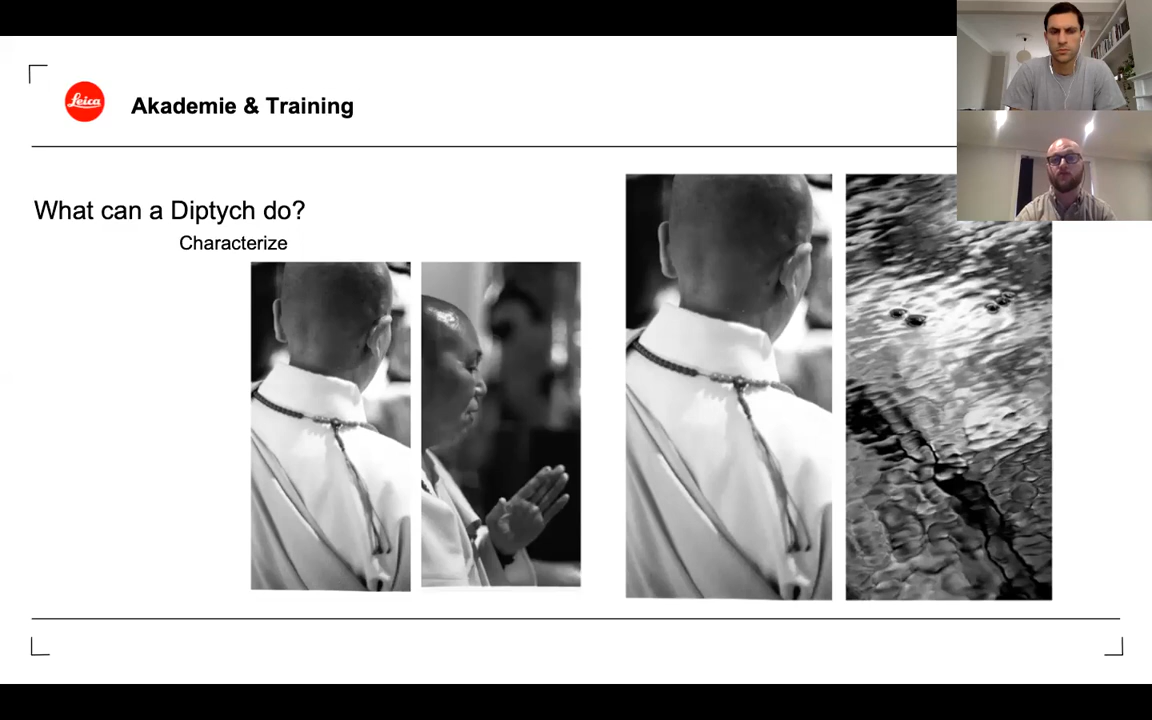 Leica
Akademie & Training
What can a Diptych do?
Characterize